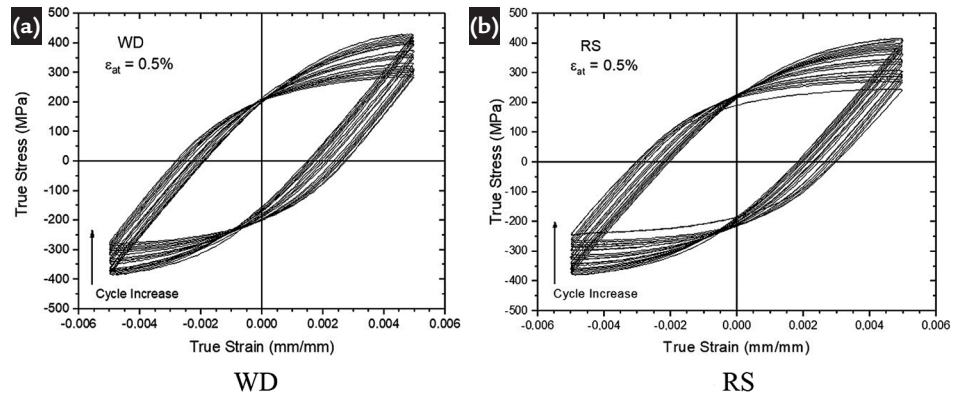 (a)
500
400
300
200
100
0
-100
-200
-300
-400
-500
True Stress (MPa)
WD
εat = 0.5%
Cycle Increase
-0.006
-0.004
-0.002
0.000
0.002
0.004
0.006
True Strain (mm/mm)
WD
(b)
500
400
300
200
100
0
-100
-200
-300
-400
-500
True Stress (MPa)
RS
εat = 0.5%
Cycle Increase
-0.006
-0.004
-0.002
0.000
0.002
0.004
0.006
True Strain (mm/mm)
RS